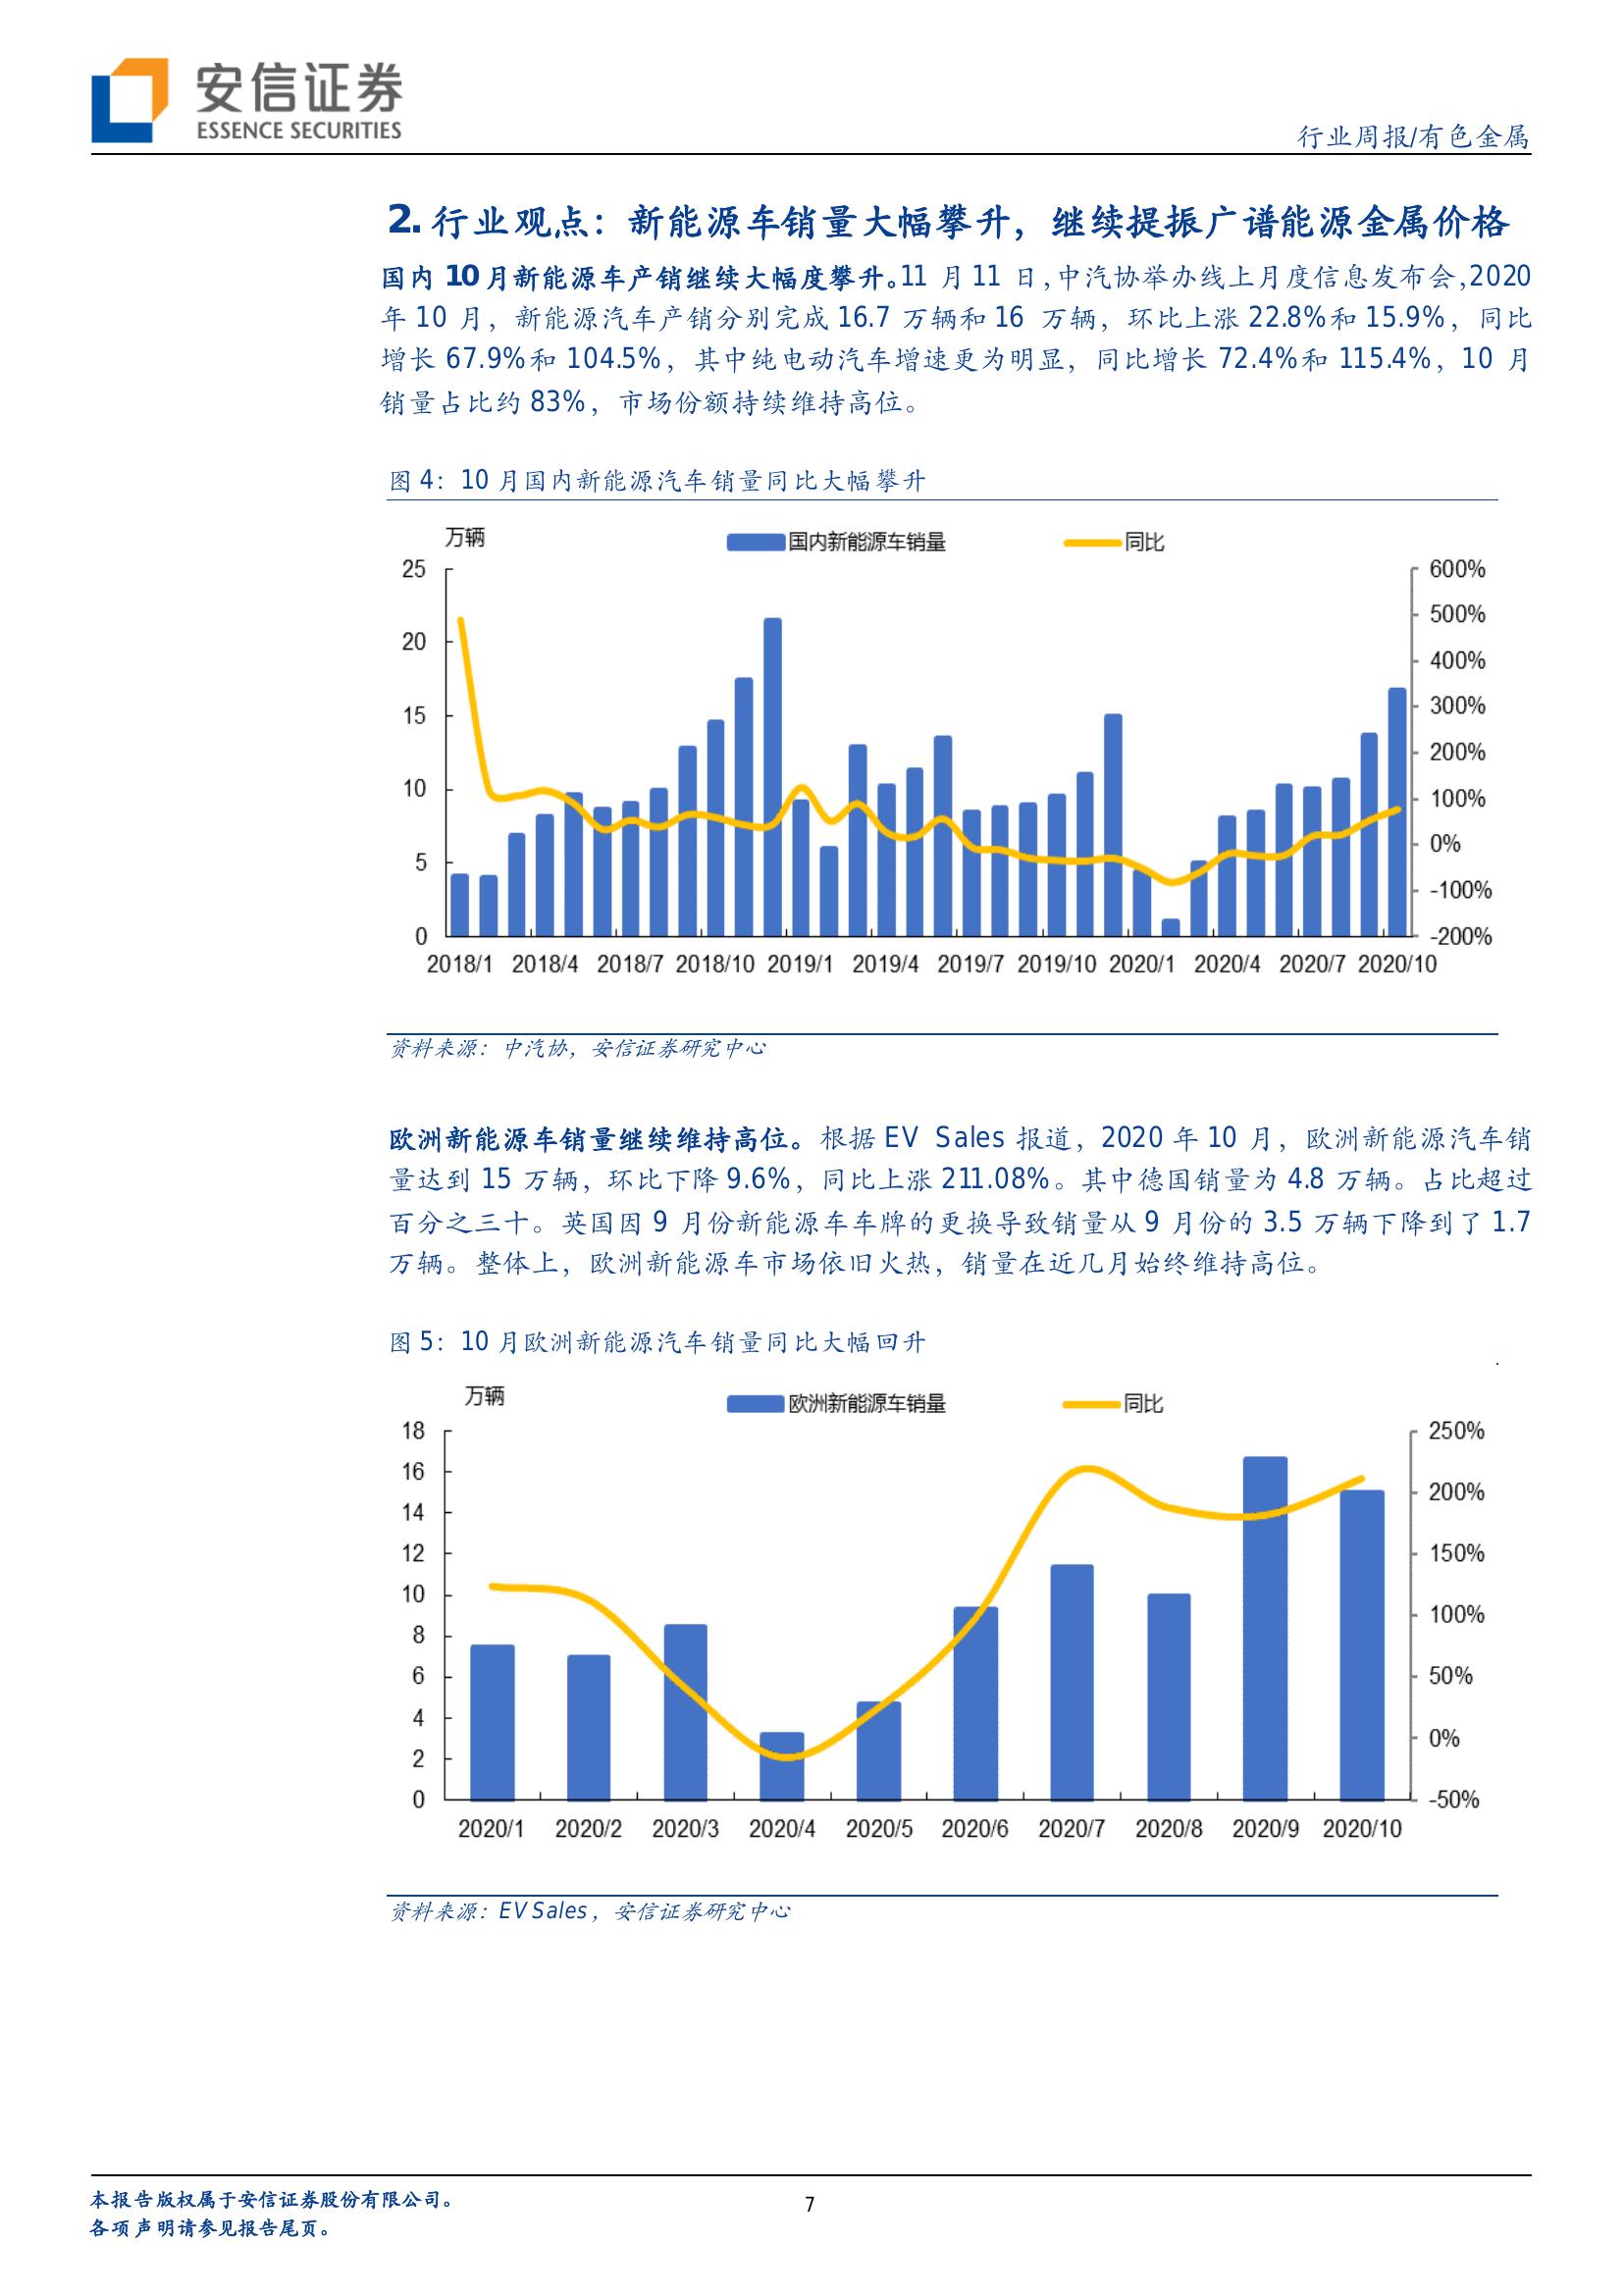 安信证券
ESSENCE SECURITIES
行业周报/有色金属
2. 行业观点：新能源车销量大幅攀升，继续提振广谱能源金属价格
国内 10 月新能源车产销继续大幅度攀升。11 月 11 日,中汽协举办线上月度信息发布会,2020
年 10 月，新能源汽车产销分别完成 16.7 万辆和 16 万辆，环比上涨 22.8%和 15.9%，同比
增长 67.9%和 104.5%，其中纯电动汽车增速更为明显，同比增长 72.4%和 115.4%，10 月
销量占比约 83%，市场份额持续维持高位。
图 4：10 月国内新能源汽车销量同比大幅攀升
万辆 国内新能源车销量 同比
25 600%
500%
20
400%
15 300%
200%
10 100%
0%
5
-100%
0 -200%
2018/1 2018/4 2018/7 2018/10 2019/1 2019/4 2019/7 2019/10 2020/1 2020/4 2020/7 2020/10
资料来源：中汽协，安信证券研究中心
欧洲新能源车销量继续维持高位。根据 EV Sales 报道，2020 年 10 月，欧洲新能源汽车销
量达到 15 万辆，环比下降 9.6%，同比上涨 211.08%。其中德国销量为 4.8 万辆。占比超过
百分之三十。英国因 9 月份新能源车车牌的更换导致销量从 9 月份的 3.5 万辆下降到了 1.7
万辆。整体上，欧洲新能源车市场依旧火热，销量在近几月始终维持高位。
图 5：10 月欧洲新能源汽车销量同比大幅回升
万辆 欧洲新能源车销量 同比
18 250%
16
14 200%
12 150%
10
8 100%
6 50%
4
2 0%
0 -50%
2020/1 2020/2 2020/3 2020/4 2020/5 2020/6 2020/7 2020/8 2020/9 2020/10
资料来源：EV Sales，安信证券研究中心
本报告版权属于安信证券股份有限公司。
7
各项声明请参见报告尾页。